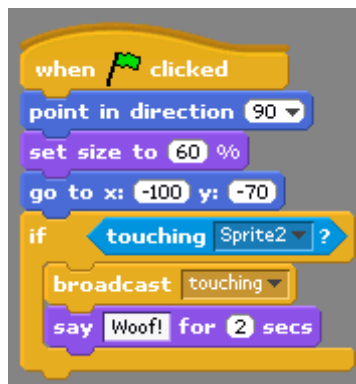 when clicked
point in direction 90
set size to 60 %
go to x: -100 y: -70
if touching Sprite2 ?
broadcast touching
say Woof! for 2 secs